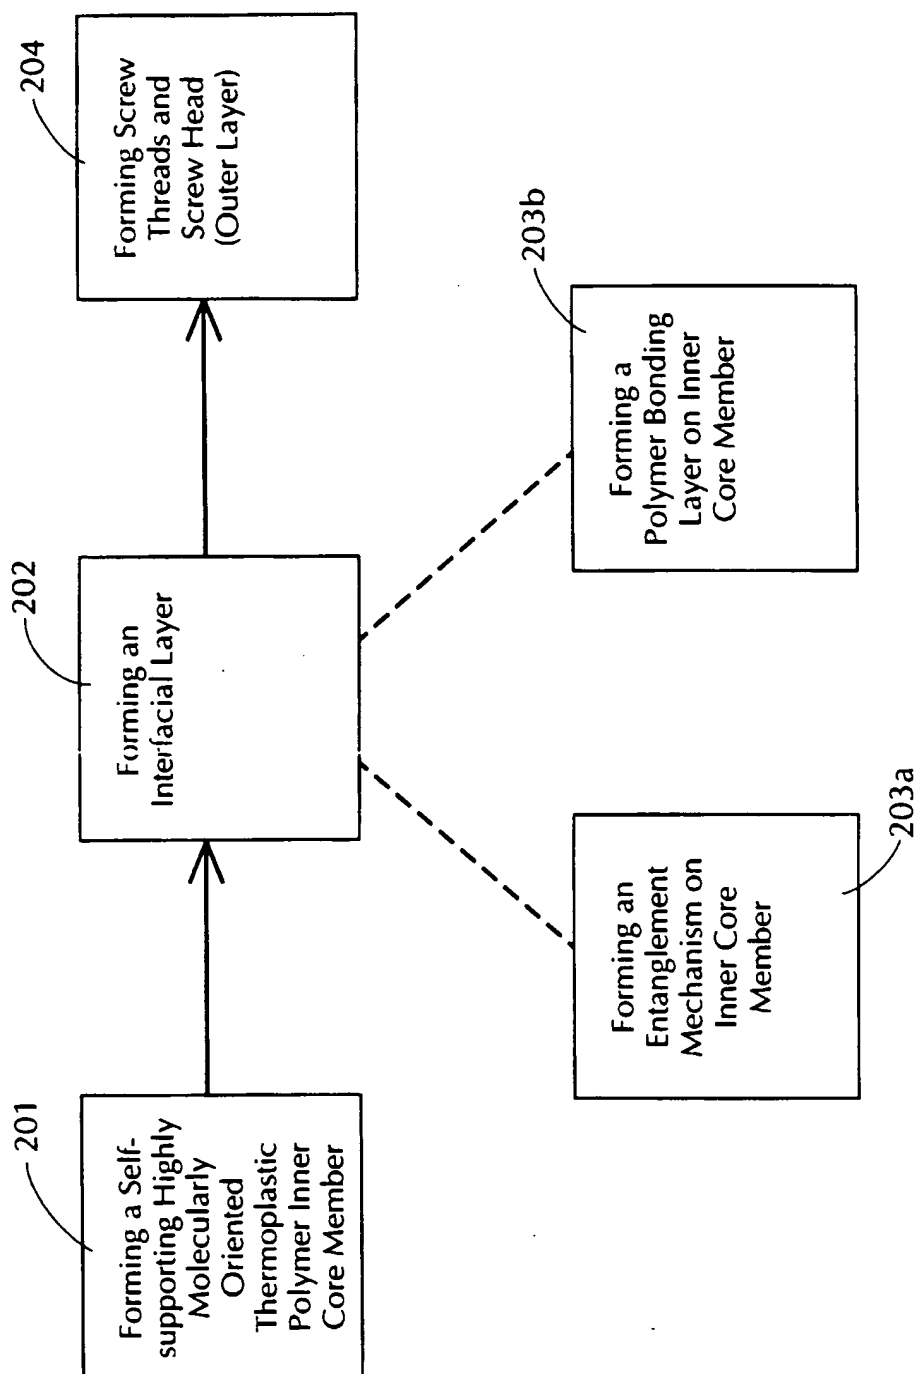 201
Forming a Self-
supporting Highly
Molecularly
Oriented
Thermoplastic
Polymer Inner
Core Member
202
Forming an
Interfacial Layer
204
Forming Screw
Threads and
Screw Head
(Outer Layer)
Forming an
Entanglement
Mechanism on
Inner Core
Member
203a
203b
Forming a
Polymer Bonding
Layer on Inner
Core Member